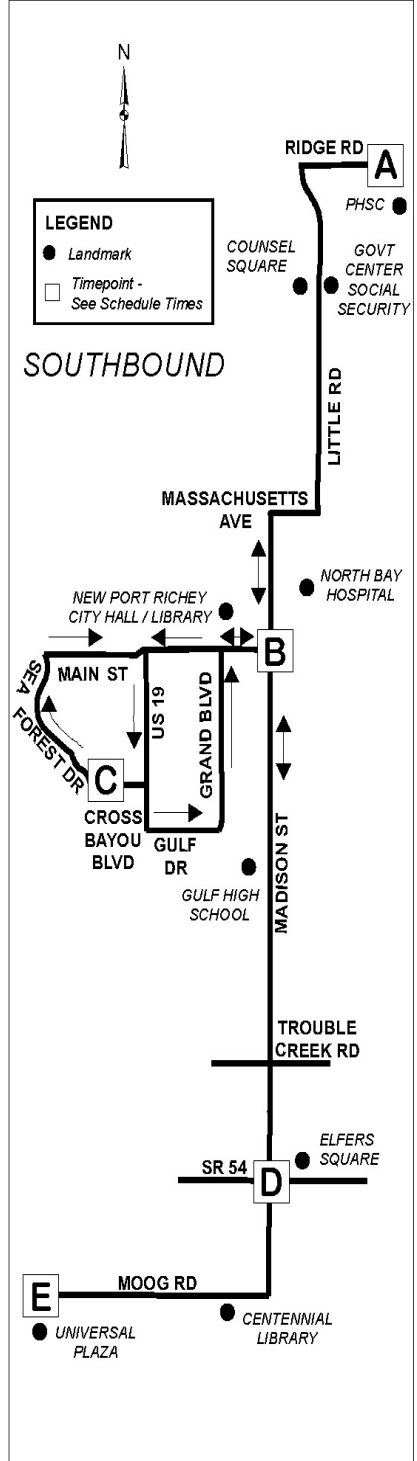 N
RIDGE RD
A
PHSC
LEGEND
Landmark
Timepoint -
See Schedule Times
COUNSEL
SQUARE
GOVT
CENTER
SOCIAL
SECURITY
SOUTHBOUND
LITTLE RD
MASSACHUSETTS
AVE
NORTH BAY
HOSPITAL
NEW PORT RICHEY
CITY HALL / LIBRARY
B
MAIN ST
SEA
FOREST DR
US 19
GRAND BLVD
C
CROSS
BAYOU
BLVD
GULF
DR
GULF HIGH
SCHOOL
MADISON ST
TROUBLE
CREEK RD
ELFERS
SQUARE
SR 54
D
MOOG RD
E
UNIVERSAL
PLAZA
CENTENNIAL
LIBRARY